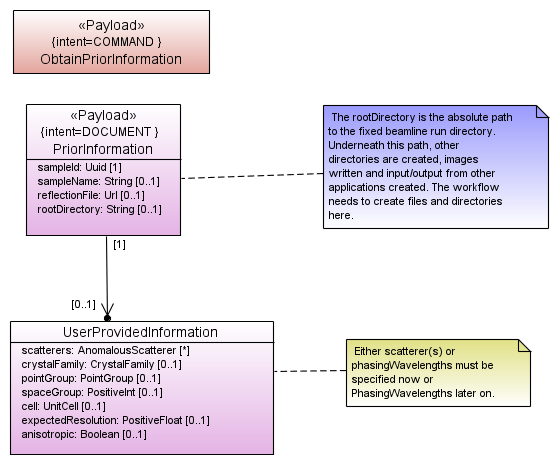 «Payload»
{intent=COMMAND }
ObtainPriorInformation
«Payload»
{intent=DOCUMENT }
PriorInformation
sampleId: Uuid [1]
sampleName: String [0..1]
reflectionFile: Url [0..1]
rootDirectory: String [0..1]
The rootDirectory is the absolute path
to the fixed beamline run directory.
Underneath this path, other
directories are created, images
written and input/output from other
applications created. The workflow
needs to create files and directories
here.
[1]
[0..1]
UserProvidedInformation
scatterers: AnomalousScatterer [*]
crystalFamily: CrystalFamily [0..1]
pointGroup: PointGroup [0..1]
spaceGroup: PositiveInt [0..1]
cell: UnitCell [0..1]
expectedResolution: PositiveFloat [0..1]
anisotropic: Boolean [0..1]
Either scatterer(s) or
phasingWavelengths must be
specified now or
PhasingWavelengths later on.